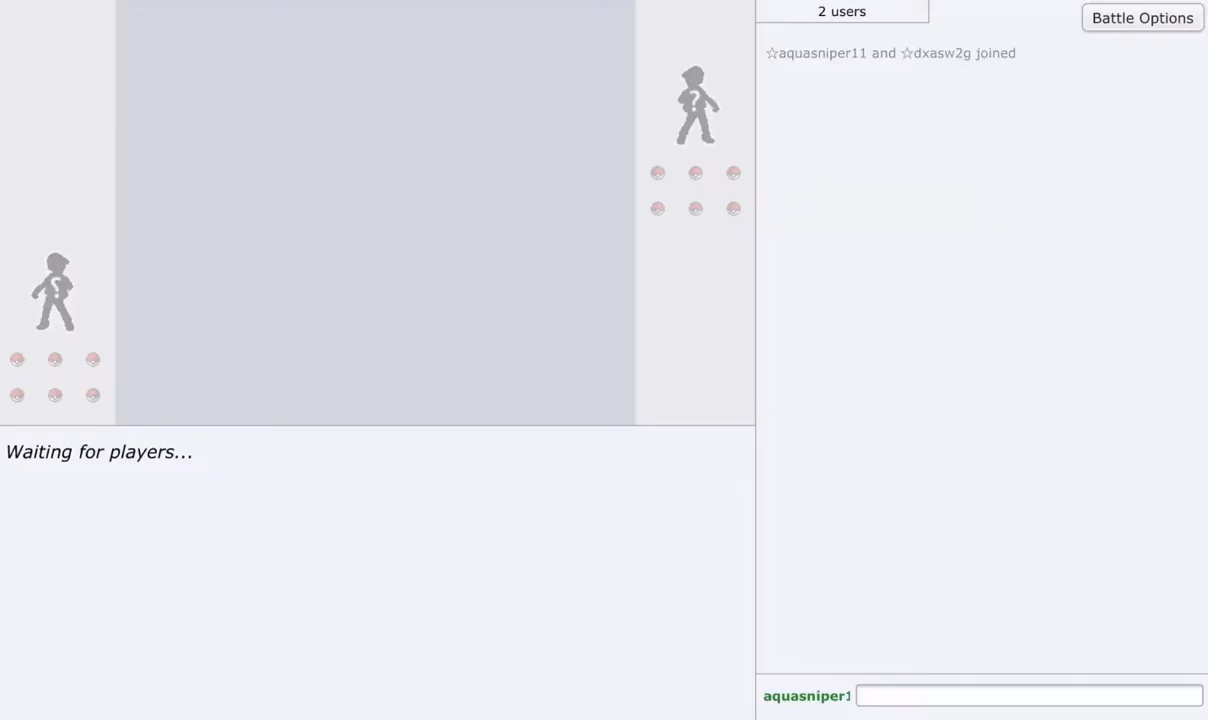 2 users
Battle Options
☆aquasniper11 and ☆dxasw2g joined
?
?
Waiting for players...
aquasniper1